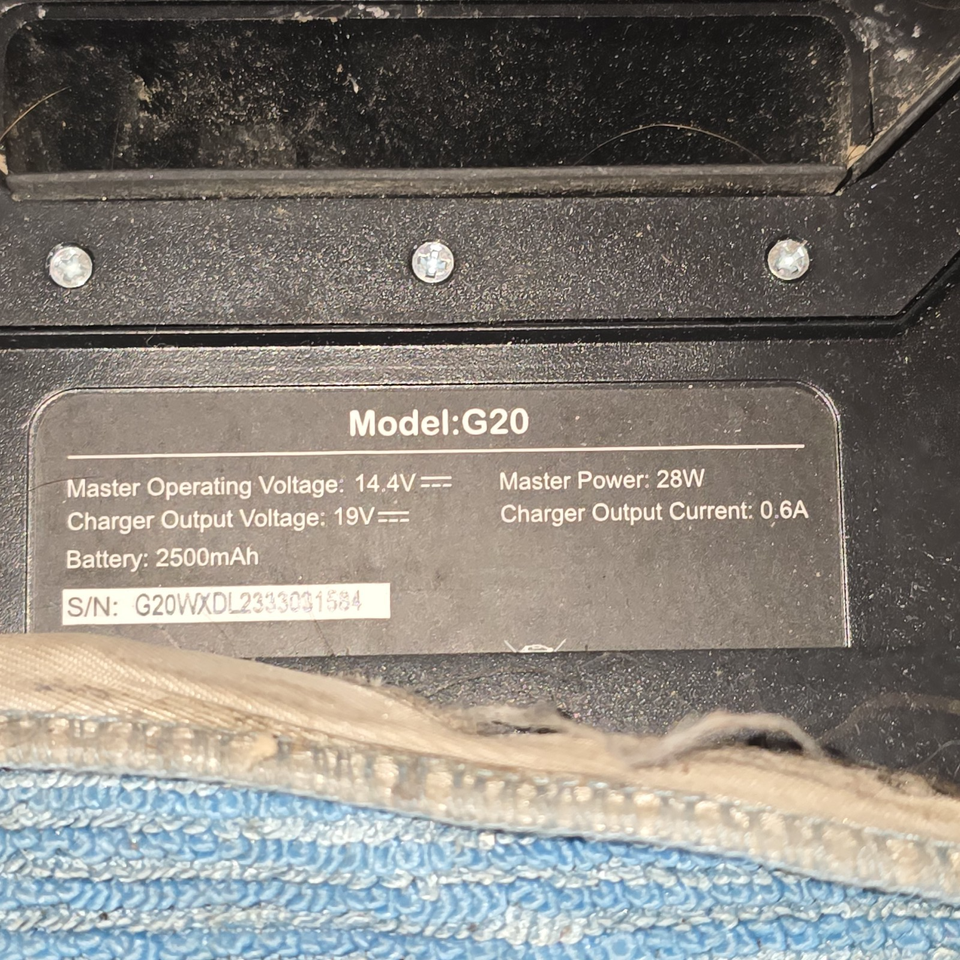 Model:G20
Master Operating Voltage: 14.4V⎓ Master Power: 28W
Charger Output Voltage: 19V⎓ Charger Output Current: 0.6A
Battery: 2500mAh
S/N: G20WXDL2333031584